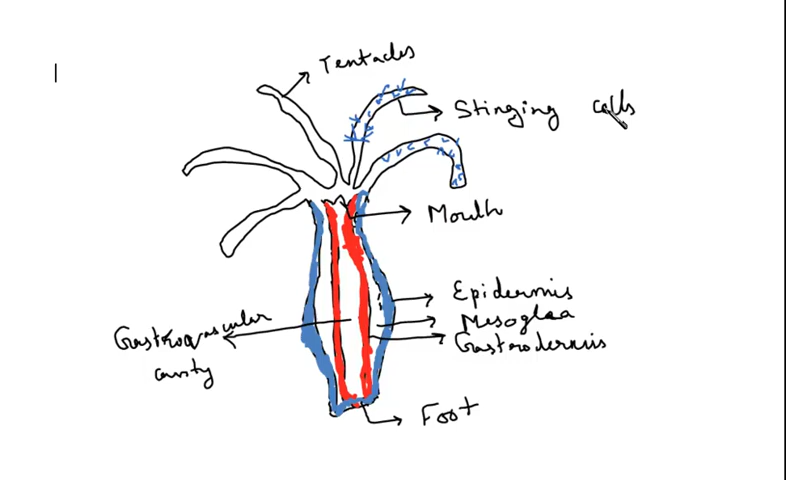 Tentacles
Stinging cells
Mouth
Epidermis
Mesoglea
Gastrodermis
Gastrovascular
cavity
Foot